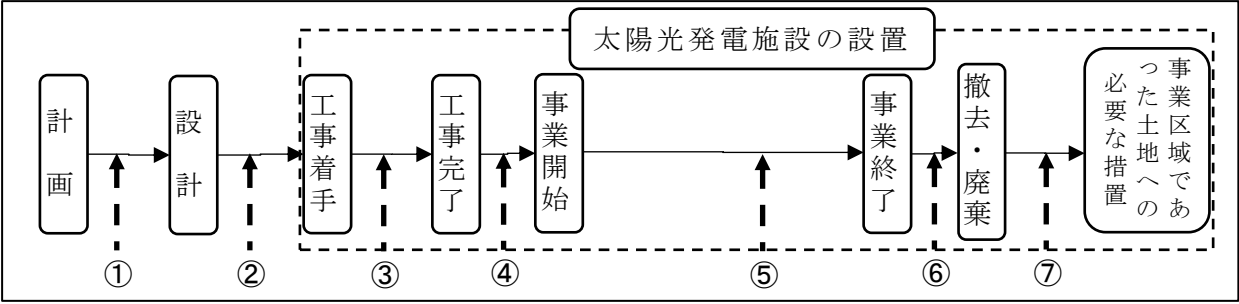 太陽光発電施設の設置
計画
設計
工事着手
工事完了
事業開始
事業終了
撤去・廃棄
事業区域であ
った土地への
必要な措置
①
②
③
④
⑤
⑥
⑦